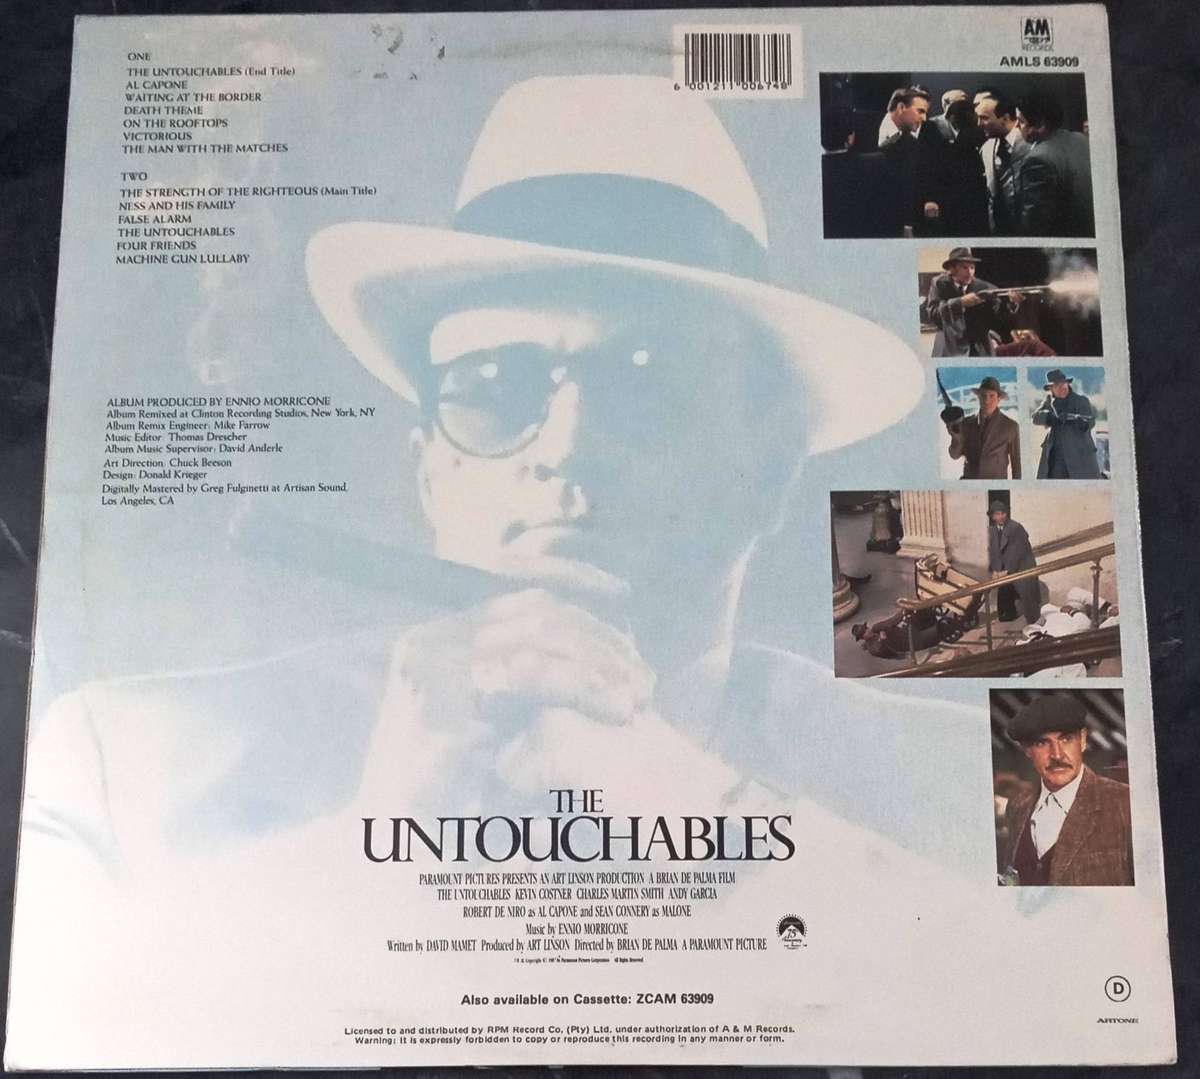 ONE
THE UNTOUCHABLES (End Title)
AL CAPONE
WAITING AT THE BORDER
DEATH THEME
ON THE ROOFTOPS
VICTORIOUS
THE MAN WITH THE MATCHES
TWO
THE STRENGTH OF THE RIGHTEOUS (Main Title)
NESS AND HIS FAMILY
FALSE ALARM
THE UNTOUCHABLES
FOUR FRIENDS
MACHINE GUN LULLABY
6 001211 006748
A&M
RECORDS
AMLS 63909
ALBUM PRODUCED BY ENNIO MORRICONE
Album Remixed at Clinton Recording Studios, New York, NY
Album Remix Engineer: Mike Farrow
Music Editor: Thomas Drescher
Album Music Supervisor: David Anderle
Art Direction: Chuck Beeson
Design: Donald Krieger
Digitally Mastered by Greg Fulginetti at Artisan Sound,
Los Angeles, CA
THE
UNTOUCHABLES
PARAMOUNT PICTURES PRESENTS AN ART LINSON PRODUCTION A BRIAN DE PALMA FILM
THE UNTOUCHABLES KEVIN COSTNER CHARLES MARTIN SMITH ANDY GARCIA
ROBERT DE NIRO as AL CAPONE and SEAN CONNERY as MALONE
Music by ENNIO MORRICONE
Written by DAVID MAMET Produced by ART LINSON Directed by BRIAN DE PALMA A PARAMOUNT PICTURE
75
Also available on Cassette: ZCAM 63909
Licensed to and distributed by RPM Record Co, (Pty) Ltd, under authorization of A & M Records.
Warning: It is expressly forbidden to copy or reproduce this recording in any manner or form.
D
ARTONE